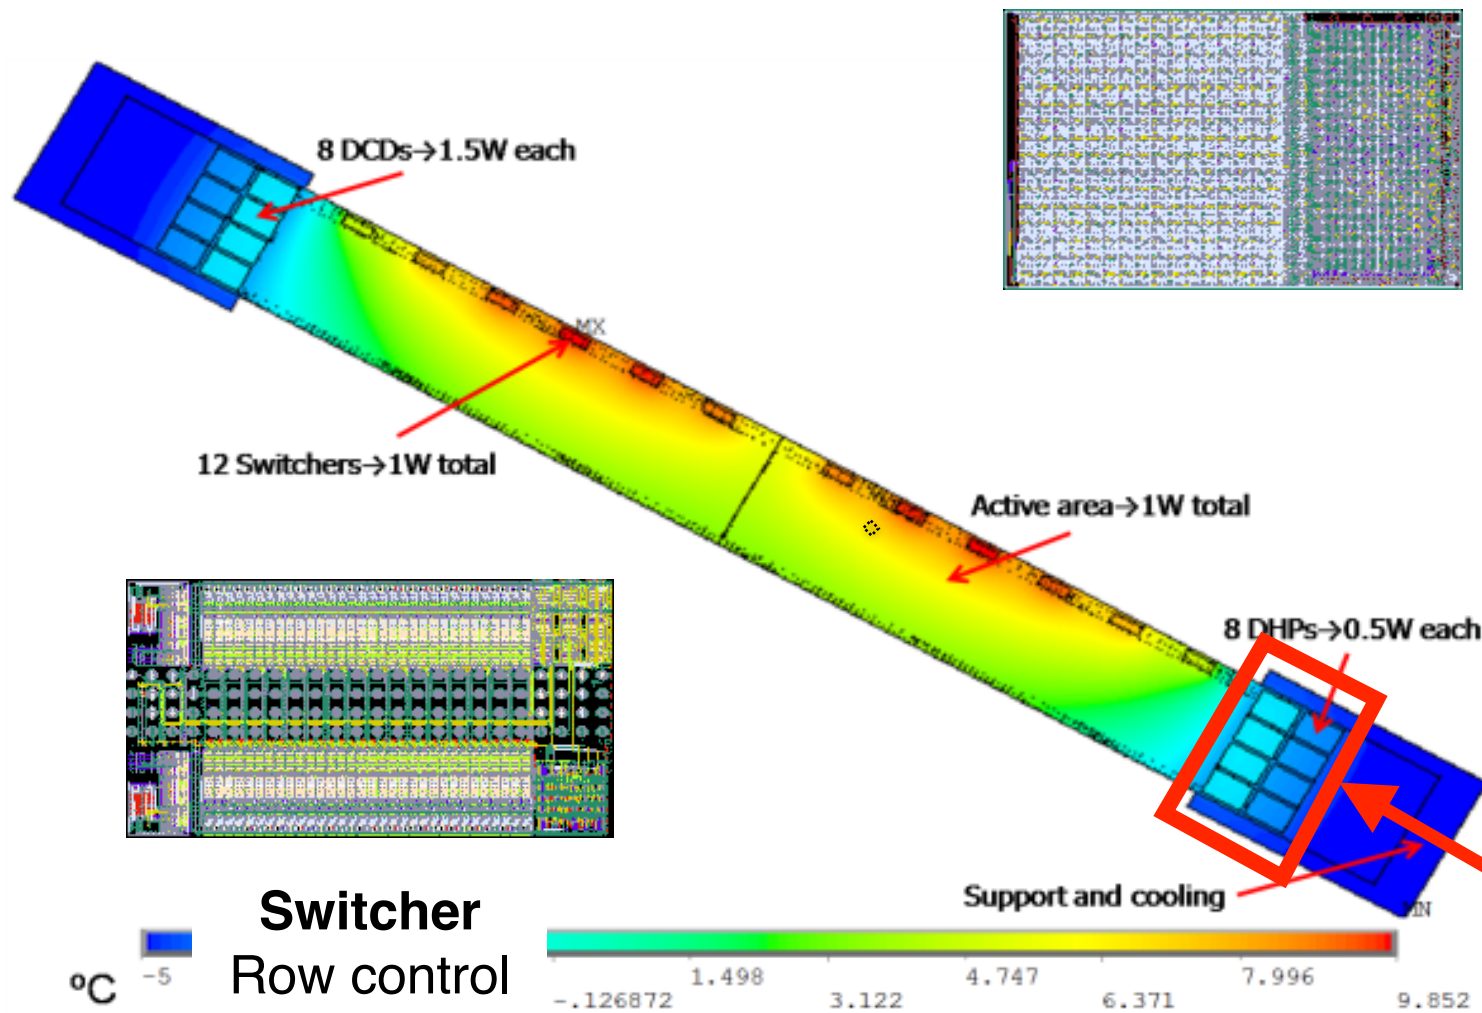 8 DCDs→1.5W each
MX
12 Switchers→1W total
Active area→1W total
8 DHPs→0.5W each
Support and cooling
MN
Switcher
Row control
ºC
-5
-.126872
1.498
3.122
4.747
6.371
7.996
9.852